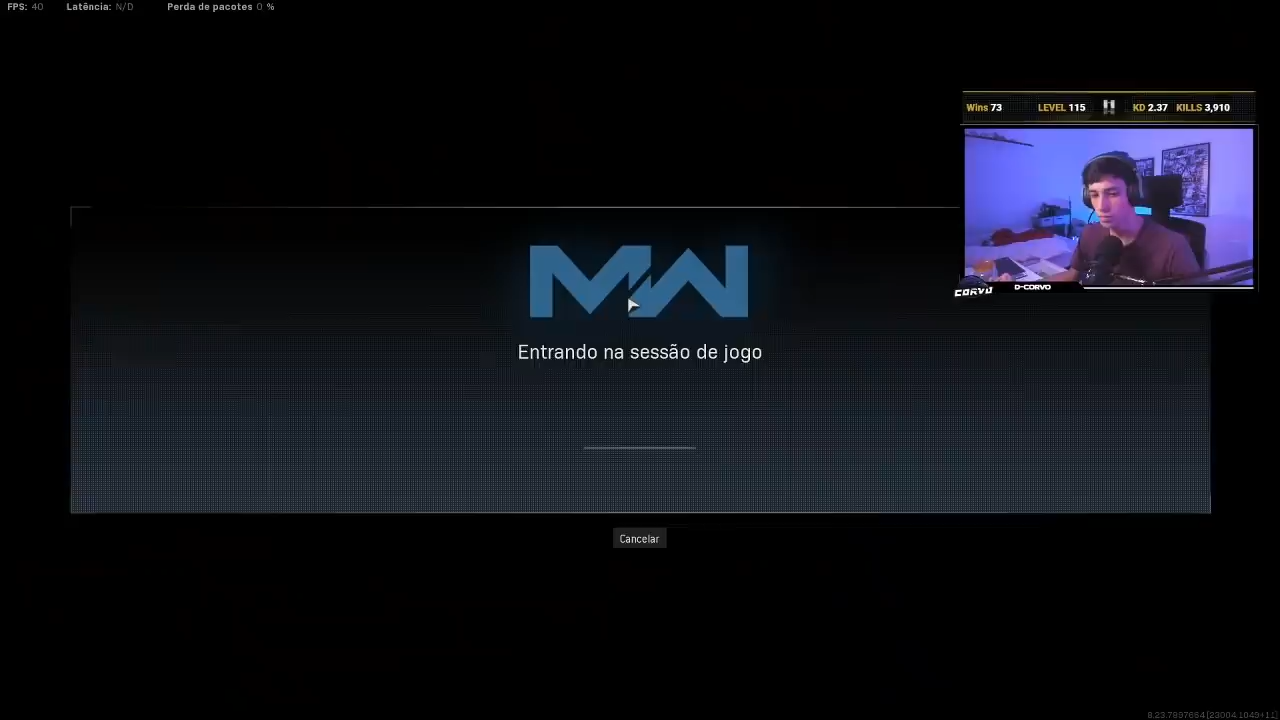 FPS: 40 Latência: N/D Perda de pacotes 0 %
Wins 73 LEVEL 115 KD 2.37 KILLS 3,910
CORVO D-CORVO
MW
Entrando na sessão de jogo
Cancelar